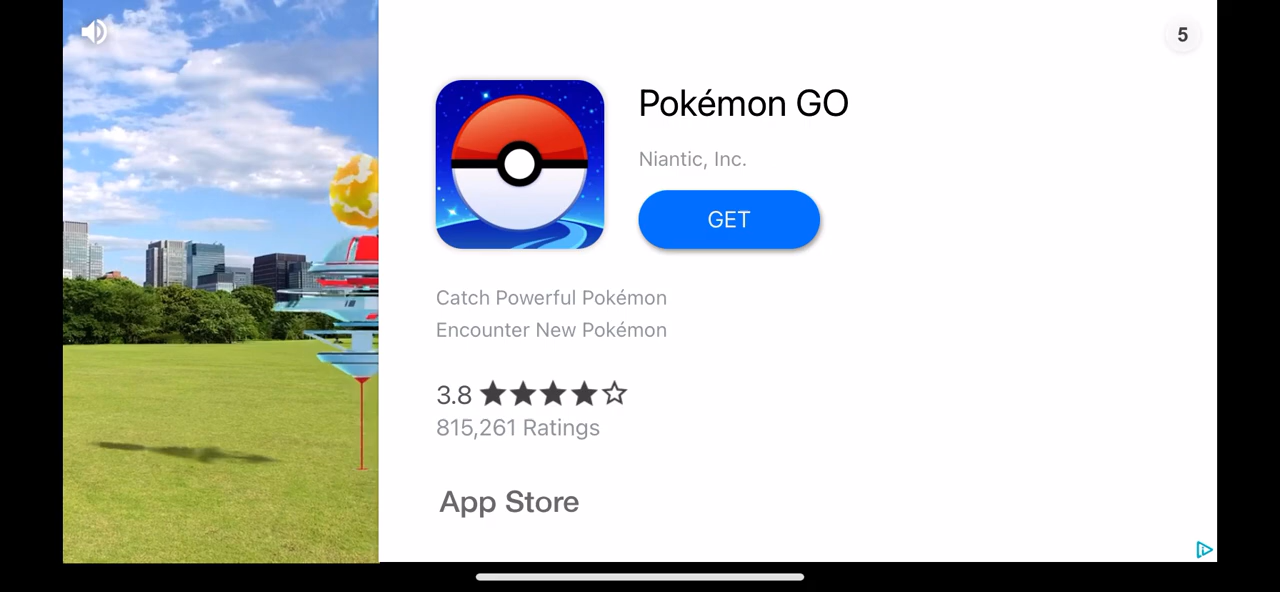 5
Pokémon GO
Niantic, Inc.
GET
Catch Powerful Pokémon
Encounter New Pokémon
3.8
815,261 Ratings
App Store